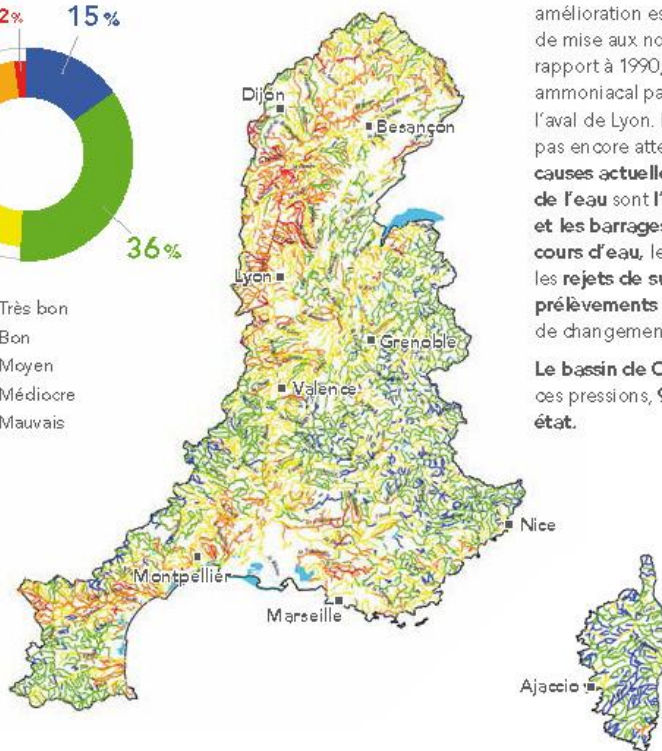 2%
15%
36%
Très bon
Bon
Moyen
Médiocre
Mauvais
Dijon
Besançon
Lyon
Grenoble
Valence
Montpellier
Marseille
Nice
Ajaccio
amélioration es
de mise aux no
rapport à 1990,
ammoniacal pa
l'aval de Lyon.
pas encore atte
causes actuelle
de l'eau sont l'
et les barrages
cours d'eau, le
les rejets de su
prélèvements
de changemen
Le bassin de C
ces pressions, 9
état.